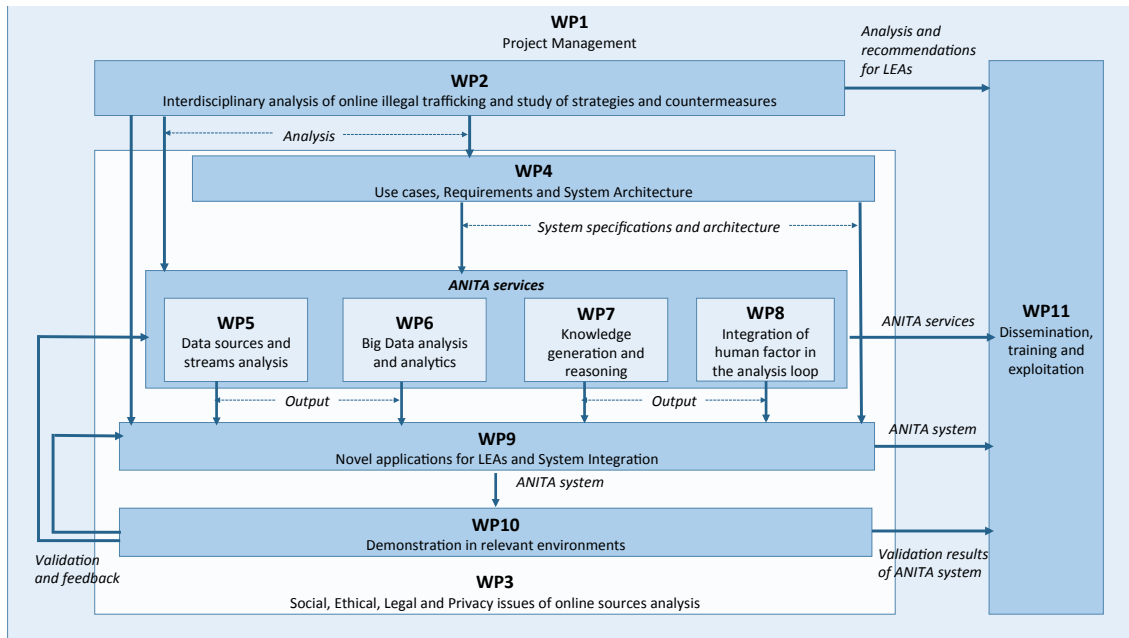 WP1
Project Management
Analysis and
recommendations
for LEAs
WP2
Interdisciplinary analysis of online illegal trafficking and study of strategies and countermeasures
Analysis
WP4
Use cases, Requirements and System Architecture
System specifications and architecture
ANITA services
WP5
Data sources and
streams analysis
WP6
Big Data analysis
and analytics
WP7
Knowledge
generation and
reasoning
WP8
Integration of
human factor in
the analysis loop
ANITA services
WP11
Dissemination,
training and
exploitation
Output
Output
WP9
Novel applications for LEAs and System Integration
ANITA system
ANITA system
WP10
Demonstration in relevant environments
Validation
and feedback
Validation results
of ANITA system
WP3
Social, Ethical, Legal and Privacy issues of online sources analysis